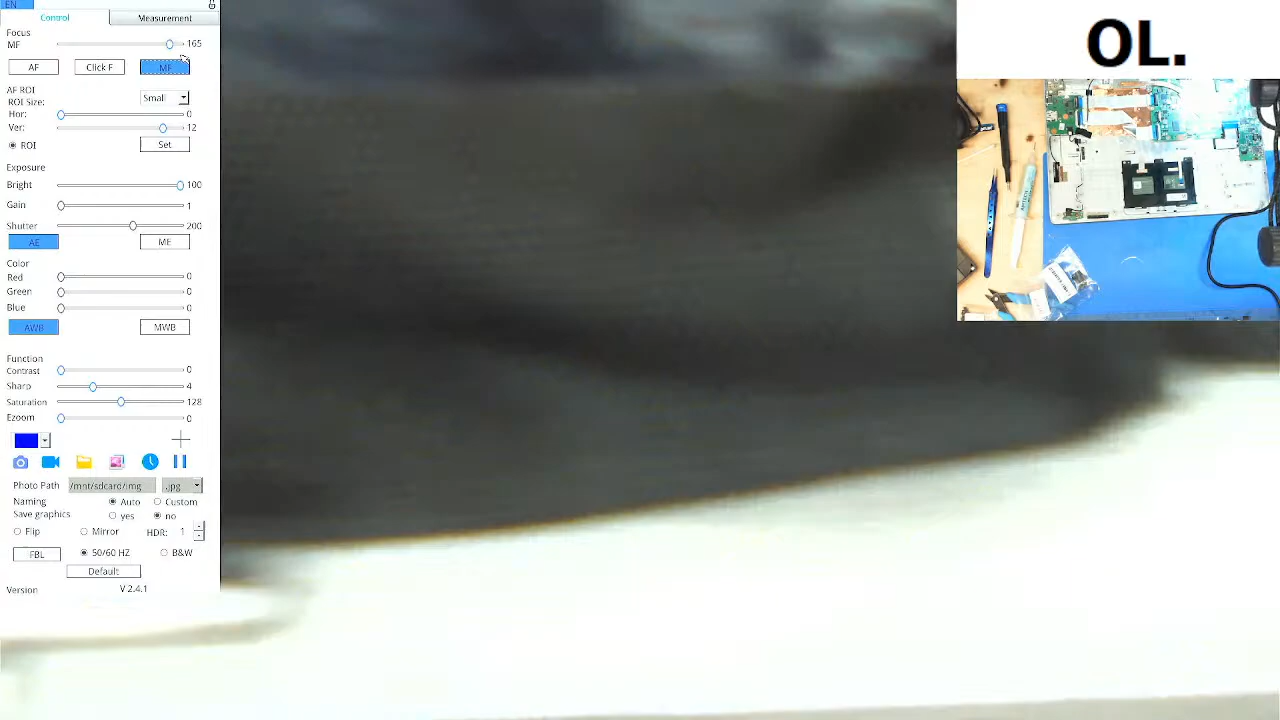 EN
Control Measurement
Focus
MF 165
AF Click F MF
AF ROI
ROI Size: Small
Hor: 0
Ver: 12
ROI Set
Exposure
Bright 100
Gain 1
Shutter 200
AE ME
Color
Red 0
Green 0
Blue 0
AWB MWB
Function
Contrast 0
Sharp 4
Saturation 128
Ezoom 0
Photo Path /mnt/sdcard/img .jpg
Naming Auto Custom
Save graphics yes no
Flip Mirror HDR: 1
FBL 50/60 HZ B&W
Default
Version V 2.4.1
OL.